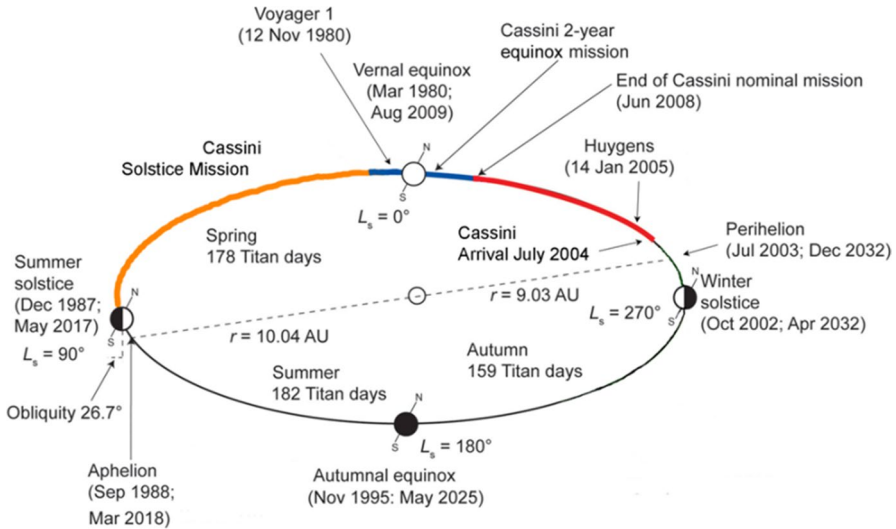 Voyager 1
(12 Nov 1980)
Cassini 2-year
equinox mission
Vernal equinox
(Mar 1980;
Aug 2009)
End of Cassini nominal mission
(Jun 2008)
Cassini
Solstice Mission
Huygens
(14 Jan 2005)
N
S
Lₛ = 0°
Spring
178 Titan days
Cassini
Arrival July 2004
Perihelion
(Jul 2003; Dec 2032)
Summer
solstice
(Dec 1987;
May 2017)
N
S
Lₛ = 90°
r = 9.03 AU
r = 10.04 AU
Lₛ = 270°
N
S
Winter
solstice
(Oct 2002; Apr 2032)
Obliquity 26.7°
Summer
182 Titan days
Autumn
159 Titan days
N
S
Lₛ = 180°
Aphelion
(Sep 1988;
Mar 2018)
Autumnal equinox
(Nov 1995: May 2025)